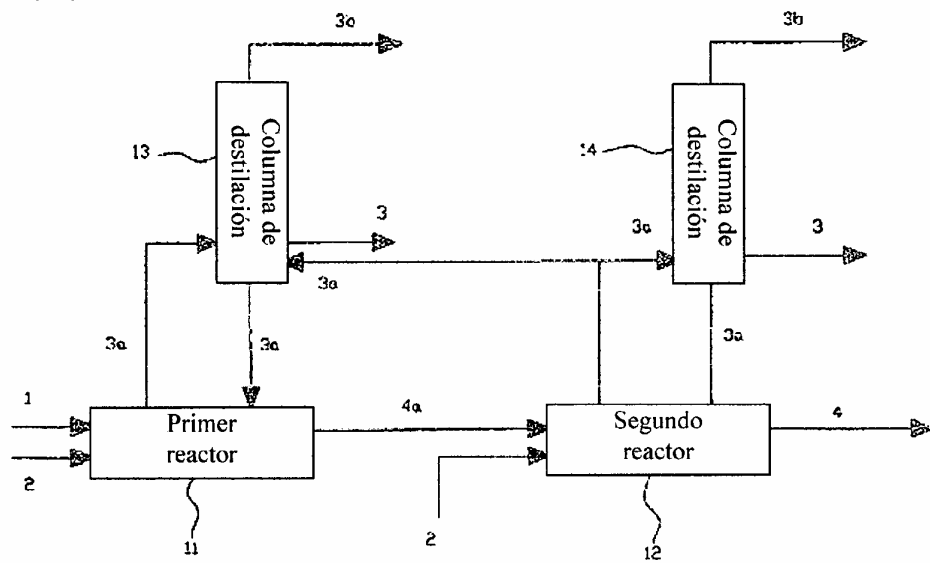 3b
3b
Columna de
destilación
13
Columna de
destilación
14
3
3a
3
3a
3a
3a
3a
1
2
Primer
reactor
4a
Segundo
reactor
4
2
11
12